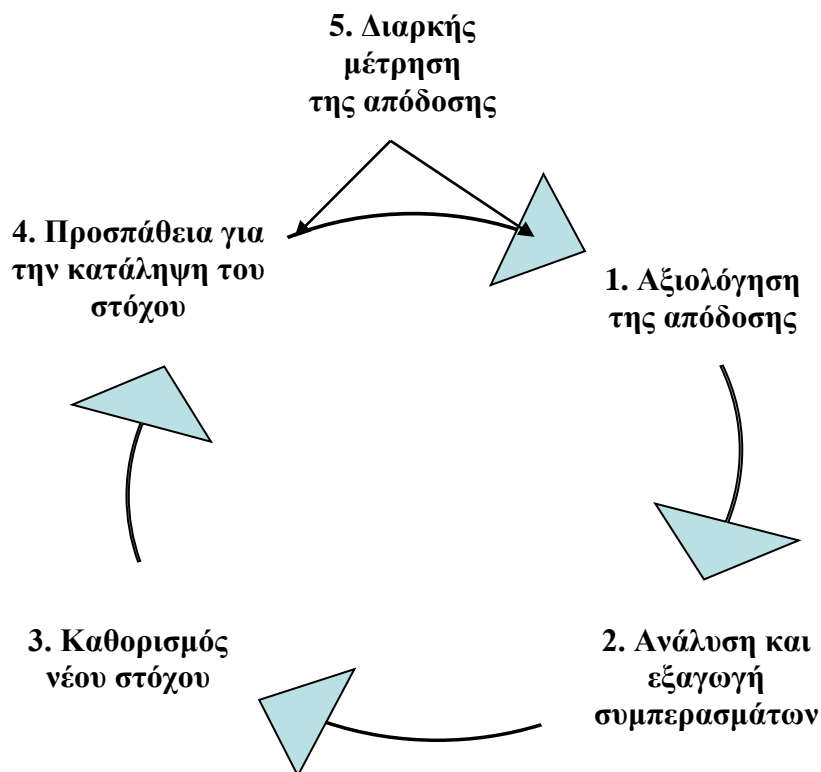 5. Διαρκής
μέτρηση
της απόδοσης
4. Προσπάθεια για
την κατάληψη του
στόχου
1. Αξιολόγηση
της απόδοσης
3. Καθορισμός
νέου στόχου
2. Ανάλυση και
εξαγωγή
συμπερασμάτων